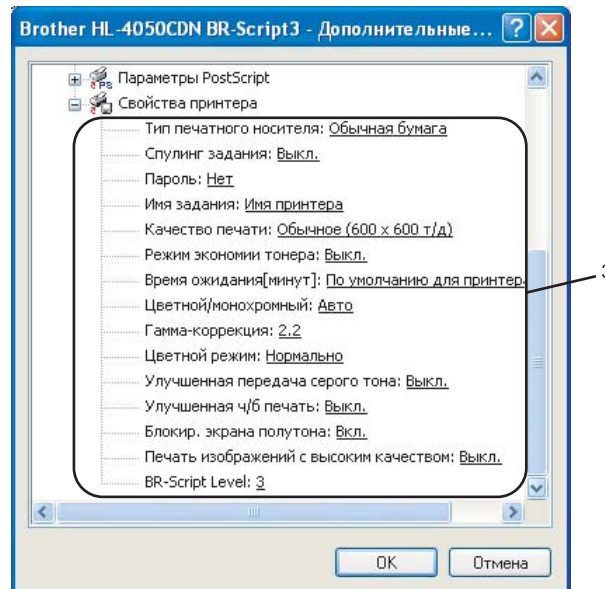 Brother HL-4050CDN BR-Script3 - Дополнительные...
Параметры PostScript
Свойства принтера
Тип печатного носителя: Обычная бумага
Спулинг задания: Выкл.
Пароль: Нет
Имя задания: Имя принтера
Качество печати: Обычное (600 x 600 т/д)
Режим экономии тонера: Выкл.
Время ожидания[минут]: По умолчанию для принтер
Цветной/монохромный: Авто
Гамма-коррекция: 2.2
Цветной режим: Нормально
Улучшенная передача серого тона: Выкл.
Улучшенная ч/б печать: Выкл.
Блокир. экрана полутона: Вкл.
Печать изображений с высоким качеством: Выкл.
BR-Script Level: 3
OK Отмена